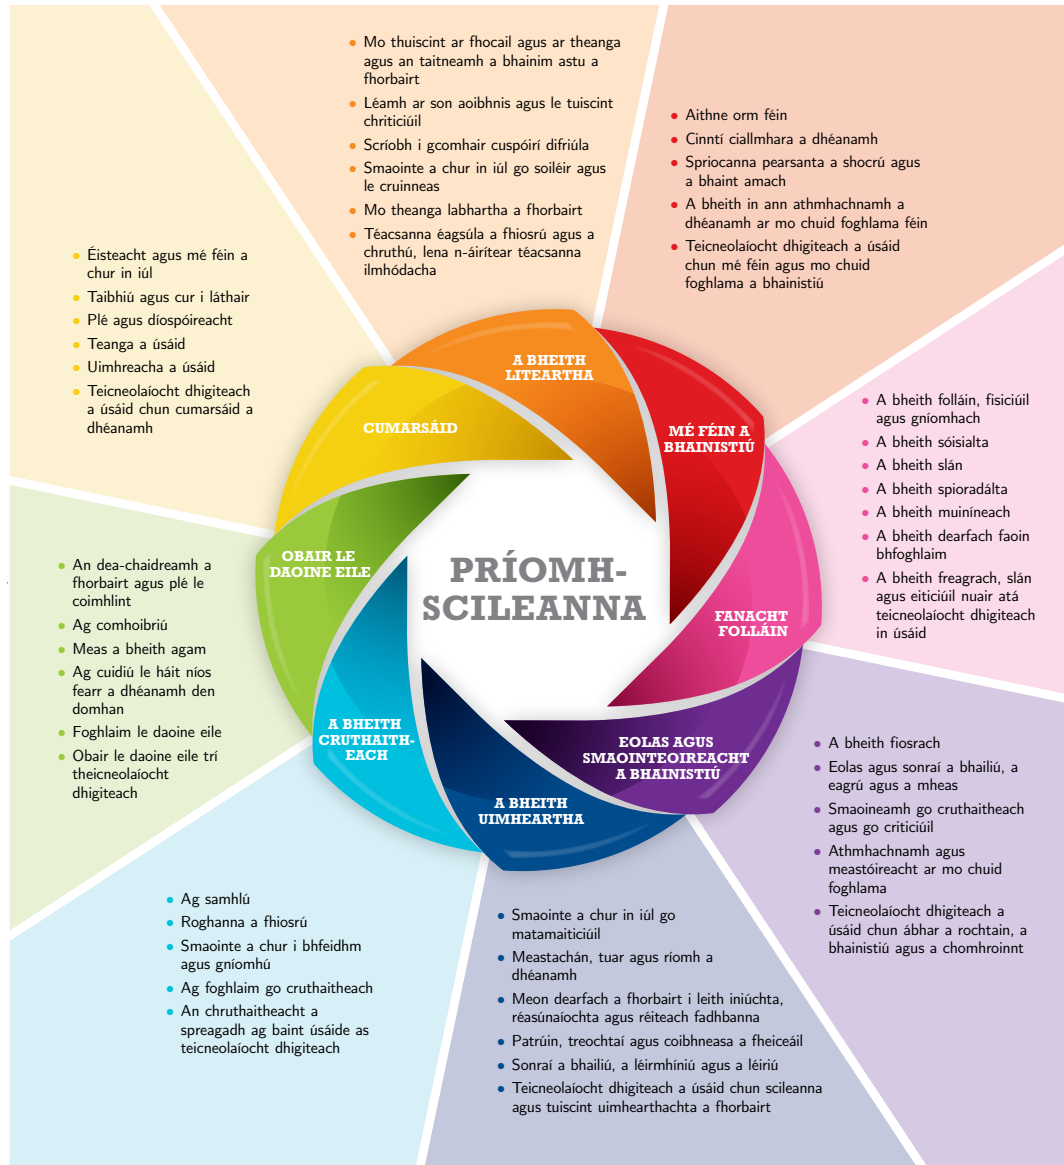 Mo thuiscint ar fhocail agus ar theanga
agus an taitneamh a bhainim astu a
fhorbairt
Léamh ar son aoibhnis agus le tuiscint
chriticiúil
Scríobh i gcomhair cuspóirí difriúla
Smaointe a chur in iúl go soiléir agus
le cruinneas
Mo theanga labhartha a fhorbairt
Téacsanna éagsúla a fhiosrú agus a
chruthú, lena n-áirítear téacsanna
ilmhódacha
Aithne orm féin
Cinntí ciallmhara a dhéanamh
Spriocanna pearsanta a shocrú agus
a bhaint amach
A bheith in ann athmhachnamh a
dhéanamh ar mo chuid foghlama féin
Teicneolaíocht dhigiteach a úsáid
chun mé féin agus mo chuid
foghlama a bhainistiú
Éisteacht agus mé féin a
chur in iúl
Taibhiú agus cur i láthair
Plé agus díospóireacht
Teanga a úsáid
Uimhreacha a úsáid
Teicneolaíocht dhigiteach
a úsáid chun cumarsáid a
dhéanamh
A bheith folláin, fisiciúil
agus gníomhach
A bheith sóisialta
A bheith slán
A bheith spioradálta
A bheith muiníneach
A bheith dearfach faoin
bhfoghlaim
A bheith freagrach, slán
agus eiticiúil nuair atá
teicneolaíocht dhigiteach
in úsáid
A BHEITH
LITEARTHA
MÉ FÉIN A
BHAINISTIÚ
CUMARSÁID
OBAIR LE
DAOINE EILE
PRÍOMH-
SCILEANNA
FANACHT
FOLLÁIN
A BHEITH
CRUTHAITH-
EACH
EOLAS AGUS
SMAOINTEOIREACHT
A BHAINISTIÚ
A BHEITH
UIMHEARTHA
An dea-chaidreamh a
fhorbairt agus plé le
coimhlint
Ag comhoibriú
Meas a bheith agam
Ag cuidiú le háit níos
fearr a dhéanamh den
domhan
Foghlaim le daoine eile
Obair le daoine eile trí
theicneolaíocht
dhigiteach
A bheith fiosrach
Eolas agus sonraí a bhailiú, a
eagrú agus a mheas
Smaoineamh go cruthaitheach
agus go criticiúil
Athmhachnamh agus
meastóireacht ar mo chuid
foghlama
Teicneolaíocht dhigiteach a
úsáid chun ábhar a rochtain, a
bhainistiú agus a chomhroinnt
Ag samhlú
Roghanna a fhiosrú
Smaointe a chur i bhfeidhm
agus gníomhú
Ag foghlaim go cruthaitheach
An chruthaitheacht a
spreagadh ag baint úsáide as
teicneolaíocht dhigiteach
Smaointe a chur in iúl go
matamaiticiúil
Meastachán, tuar agus ríomh a
dhéanamh
Meon dearfach a fhorbairt i leith iniúchta,
réasúnaíochta agus réiteach fadhbanna
Patrúin, treochtaí agus coibhneasa a fheiceáil
Sonraí a bhailiú, a léirmhíniú agus a léiriú
Teicneolaíocht dhigiteach a úsáid chun scileanna
agus tuiscint uimhearthachta a fhorbairt